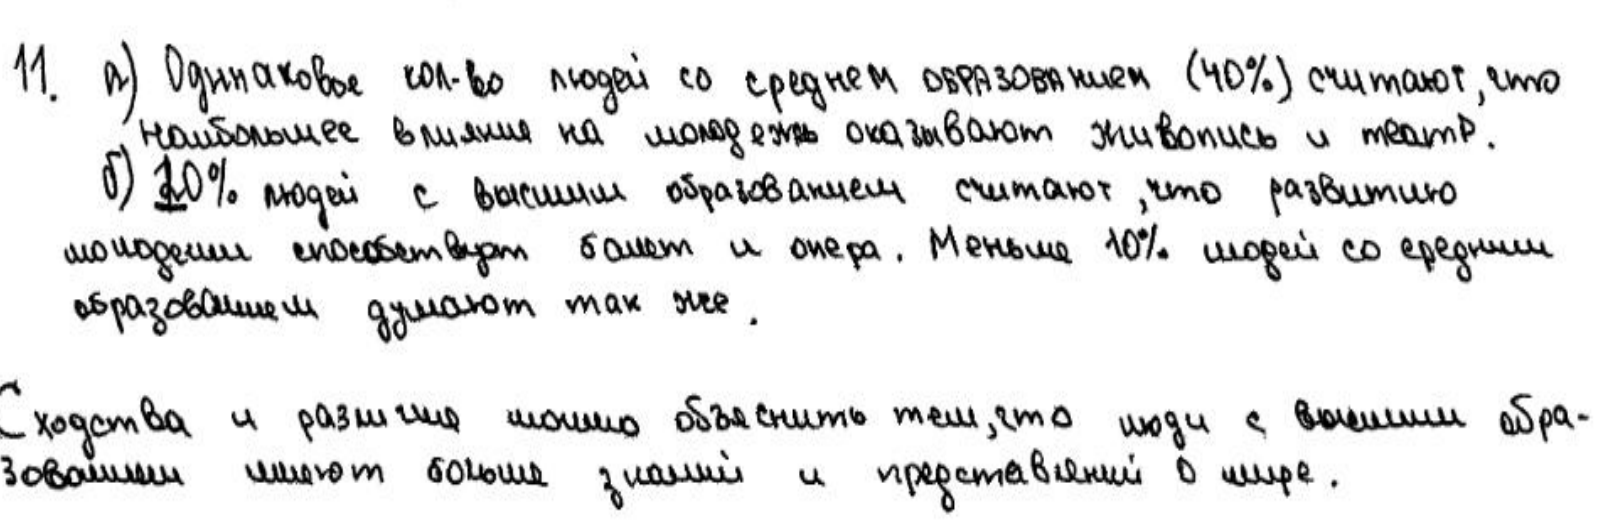 11. а) Одинаковое кол-во людей со среднем образованием (40%) считают, что
наибольшее влияние на молодежь оказывают живопись и театр.
б) 10% людей с высшим образованием считают, что развитию
молодежи способствуют балет и опера. Меньше 10% людей со средним
образованием думают так же.
Сходства и различия можно объяснить тем, что люди с высшим обра-
зованием имеют больше знаний и представлений о мире.